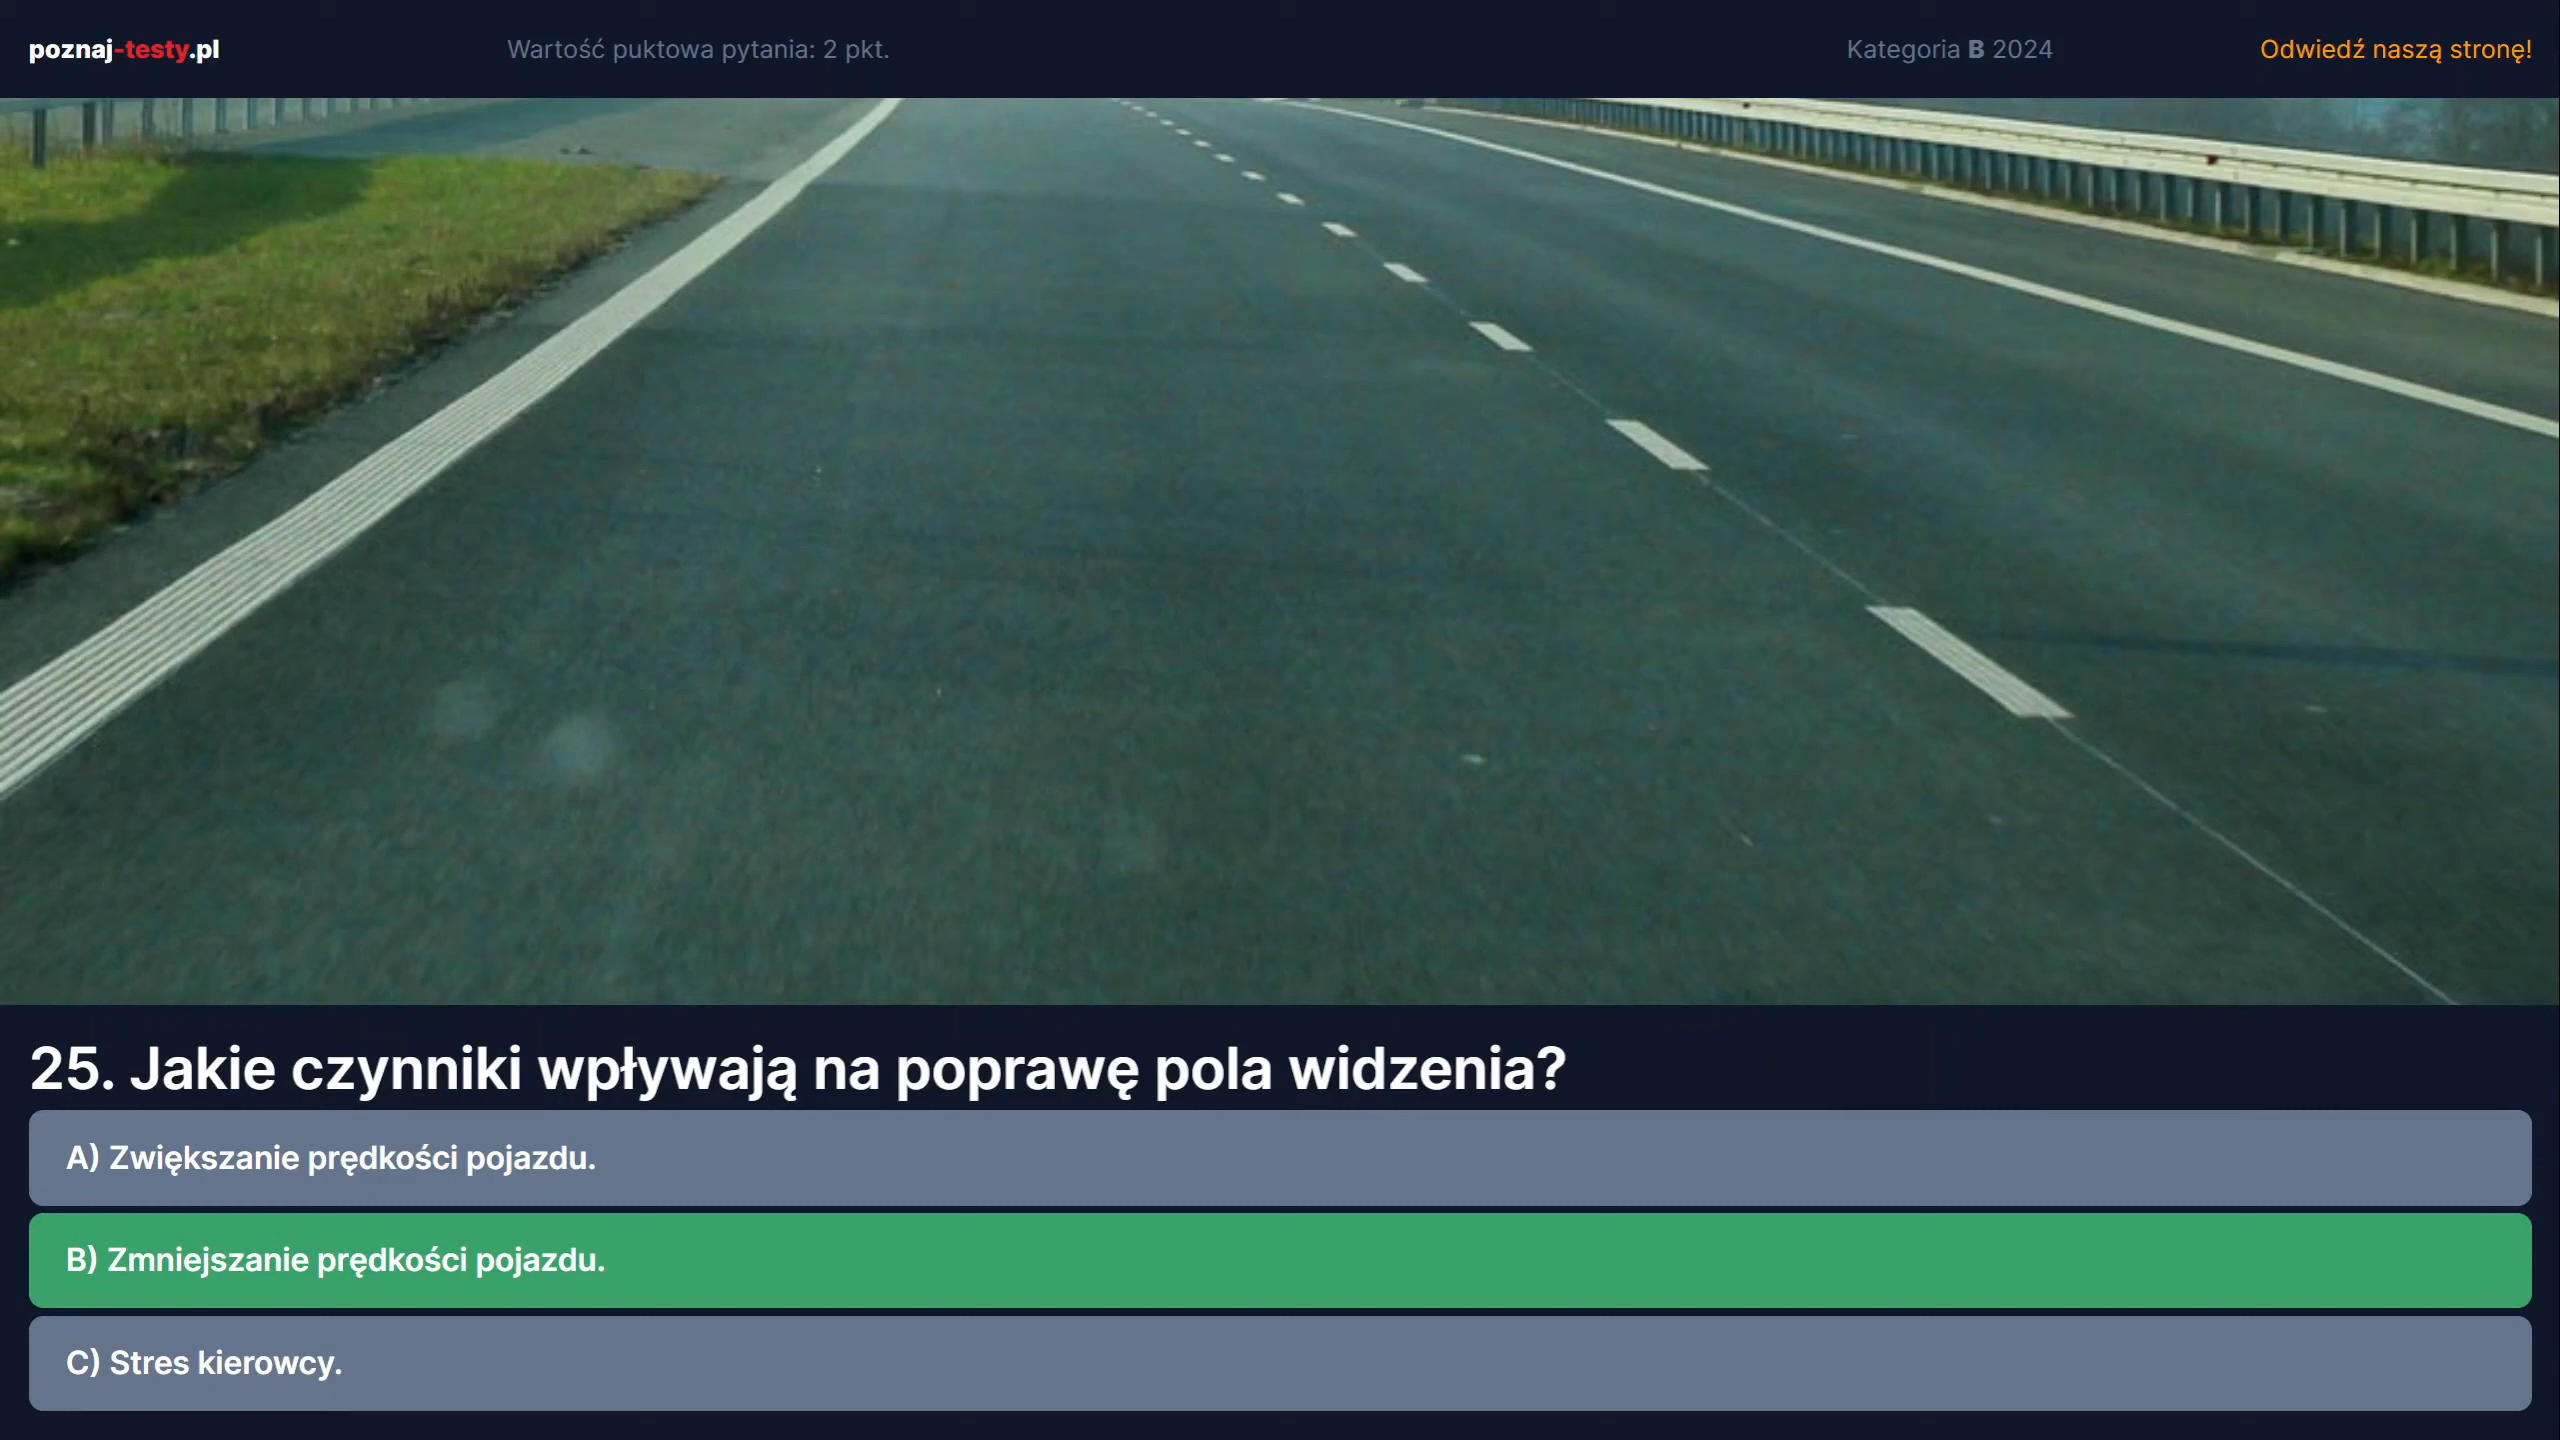 poznaj-testy.pl
Wartość puktowa pytania: 2 pkt.
Kategoria B 2024
Odwiedź naszą stronę!
25. Jakie czynniki wpływają na poprawę pola widzenia?
A) Zwiększanie prędkości pojazdu.
B) Zmniejszanie prędkości pojazdu.
C) Stres kierowcy.